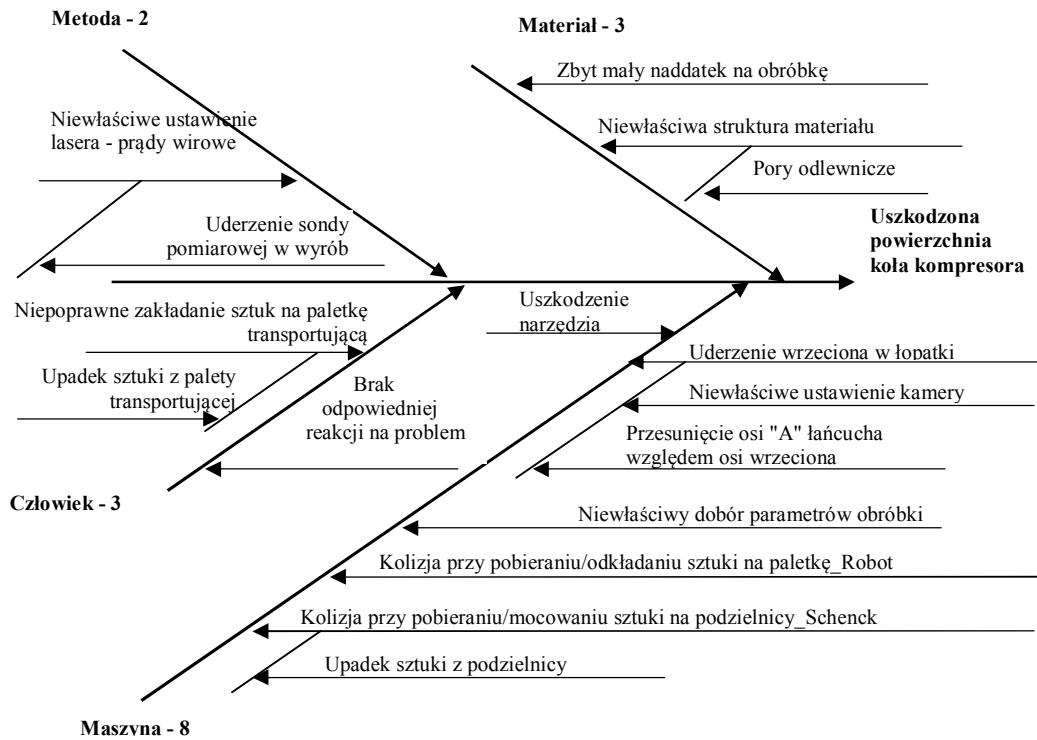 Metoda - 2
Materiał - 3
Zbyt mały naddatek na obróbkę
Niewłaściwe ustawienie
lasera - prądy wirowe
Niewłaściwa struktura materiału
Pory odlewnicze
Uderzenie sondy
pomiarowej w wyrób
Uszkodzona
powierzchnia
koła kompresora
Niepoprawne zakładanie sztuk na paletkę
transportującą
Uszkodzenie
narzędzia
Upadek sztuki z palety
transportującej
Brak
odpowiedniej
reakcji na problem
Uderzenie wrzeciona w łopatki
Niewłaściwe ustawienie kamery
Przesunięcie osi "A" łańcucha
względem osi wrzeciona
Człowiek - 3
Niewłaściwy dobór parametrów obróbki
Kolizja przy pobieraniu/odkładaniu sztuki na paletkę_Robot
Kolizja przy pobieraniu/mocowaniu sztuki na podzielnicy_Schenck
Upadek sztuki z podzielnicy
Maszyna - 8